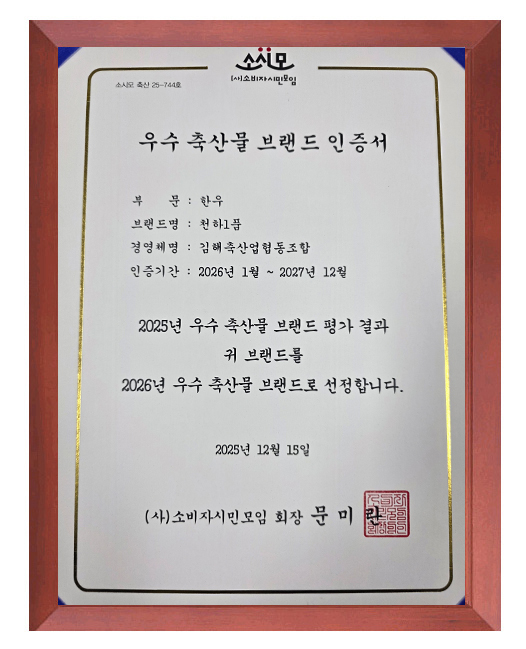 소시모
(사)소비자시민모임
소시모 축산 25-744호
우수 축산물 브랜드 인증서
부 문 : 한우
브랜드명 : 천하1품
경영체명 : 김해축산업협동조합
인증기간 : 2026년 1월 ~ 2027년 12월
2025년 우수 축산물 브랜드 평가 결과
귀 브랜드를
2026년 우수 축산물 브랜드로 선정합니다.
2025년 12월 15일
(사)소비자시민모임 회장 문 미 란